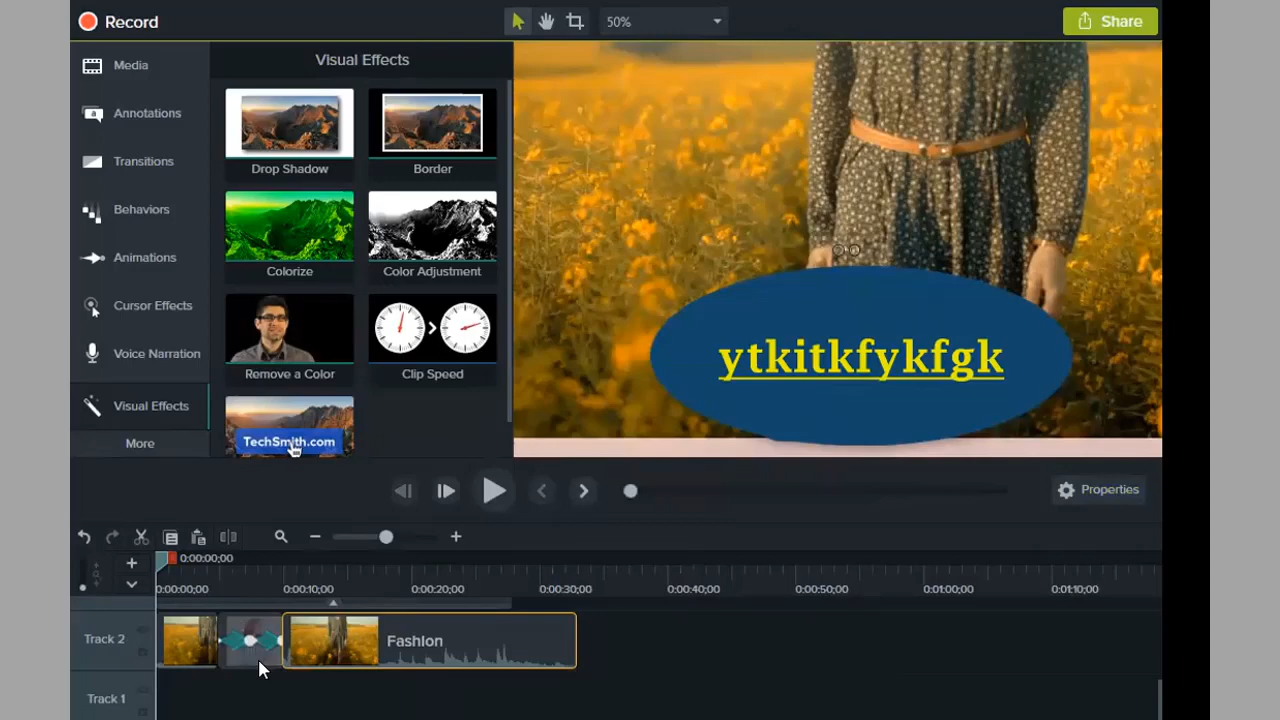 Record
50%
Share
Media
Annotations
Transitions
Behaviors
Animations
Cursor Effects
Voice Narration
Visual Effects
More
Visual Effects
Drop Shadow
Border
Colorize
Color Adjustment
Remove a Color
Clip Speed
TechSmith.com
ytkitkfykfgk
Properties
0:00:00;00
0:00:00;00
0:00:10;00
0:00:20;00
0:00:30;00
0:00:40;00
0:00:50;00
0:01:00;00
0:01:10;00
Track 2
Fashion
Track 1